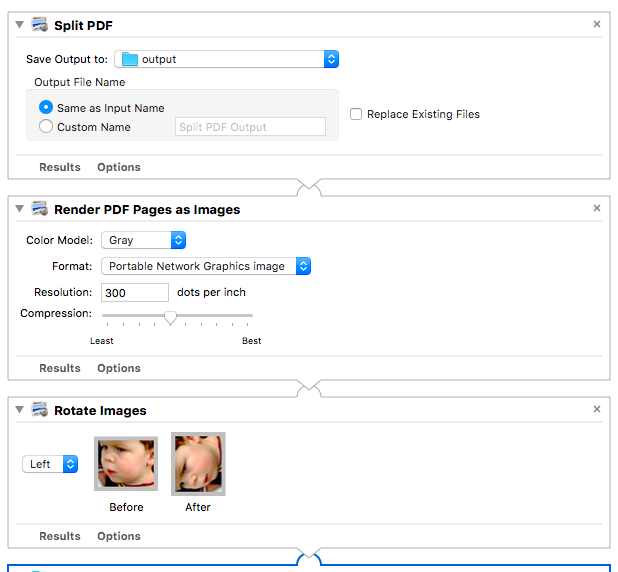 Split PDF
Save Output to: output
Output File Name
Same as Input Name
Custom Name Split PDF Output
Replace Existing Files
Results Options
Render PDF Pages as Images
Color Model: Gray
Format: Portable Network Graphics image
Resolution: 300 dots per inch
Compression:
Least Best
Results Options
Rotate Images
Left
Before After
Results Options